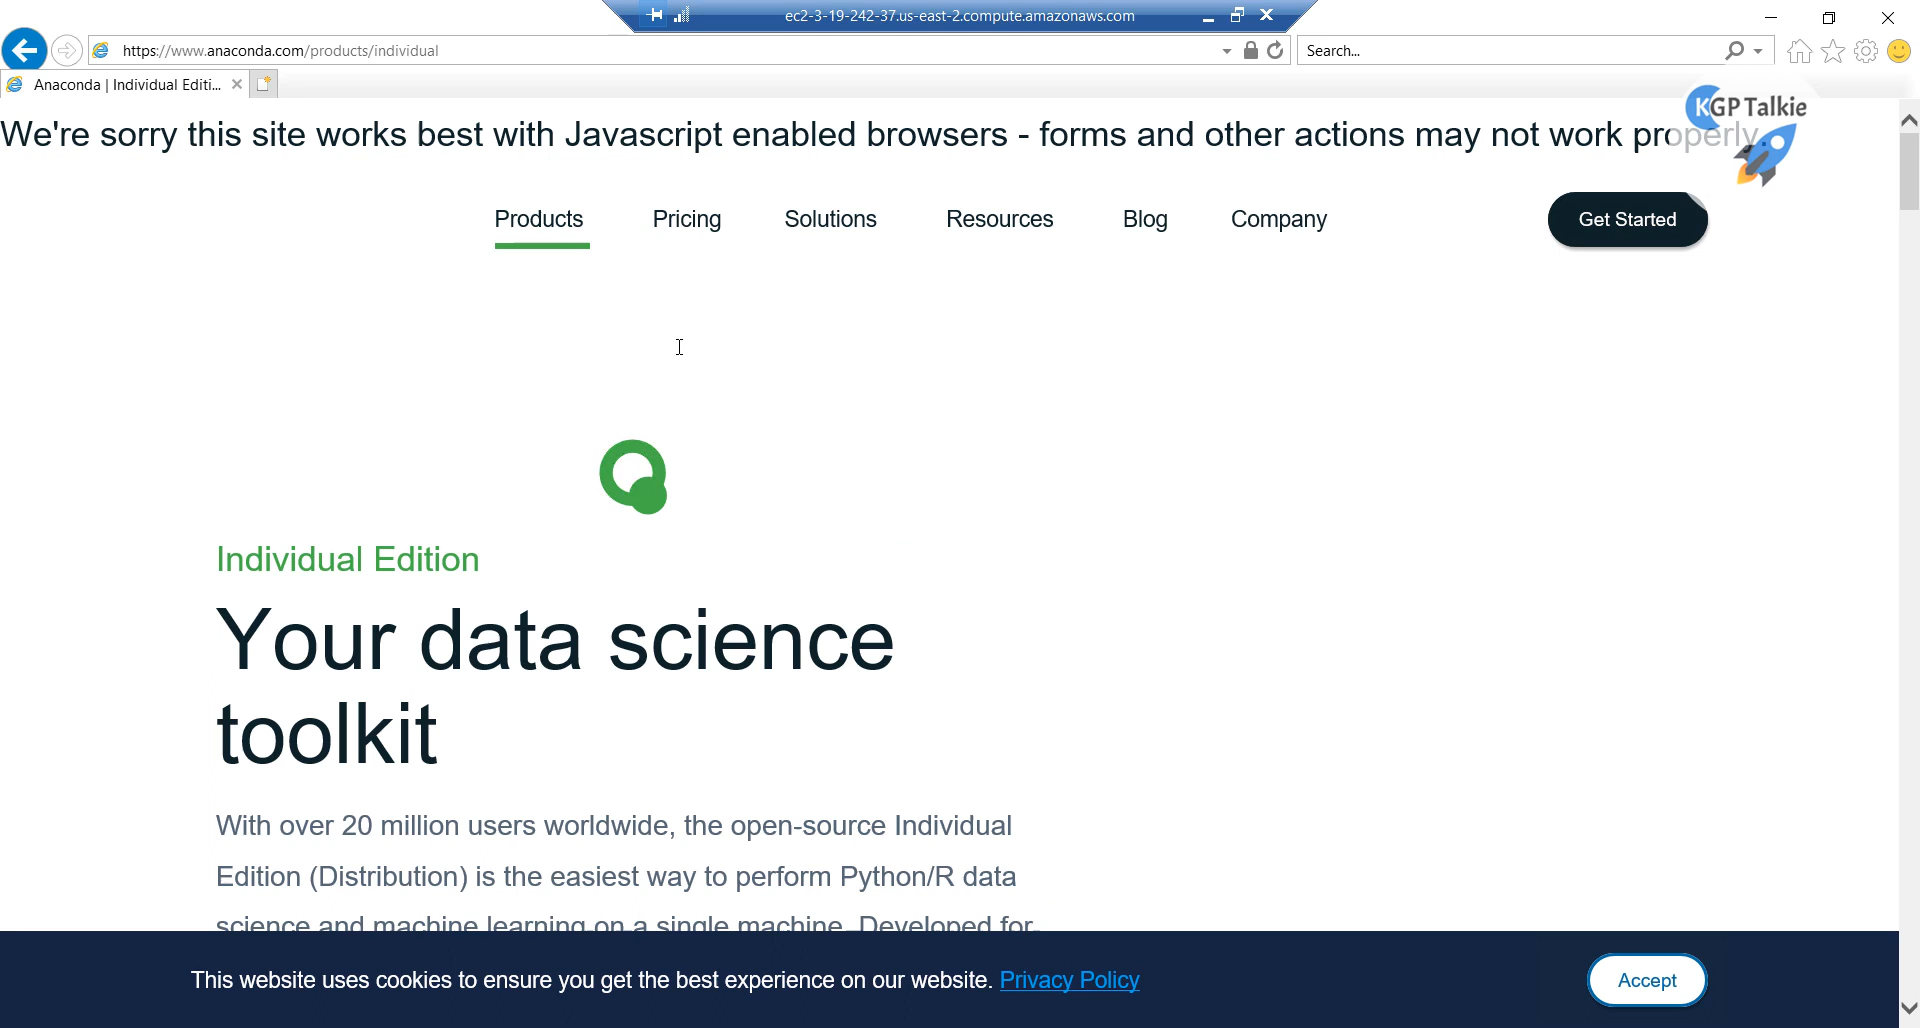 ec2-3-19-242-37.us-east-2.compute.amazonaws.com
https://www.anaconda.com/products/individual
Search...
Anaconda | Individual Editi...
KGP Talkie
We're sorry this site works best with Javascript enabled browsers - forms and other actions may not work properly.
Products Pricing Solutions Resources Blog Company Get Started
Individual Edition
Your data science
toolkit
With over 20 million users worldwide, the open-source Individual
Edition (Distribution) is the easiest way to perform Python/R data
science and machine learning on a single machine. Developed for
This website uses cookies to ensure you get the best experience on our website. Privacy Policy
Accept